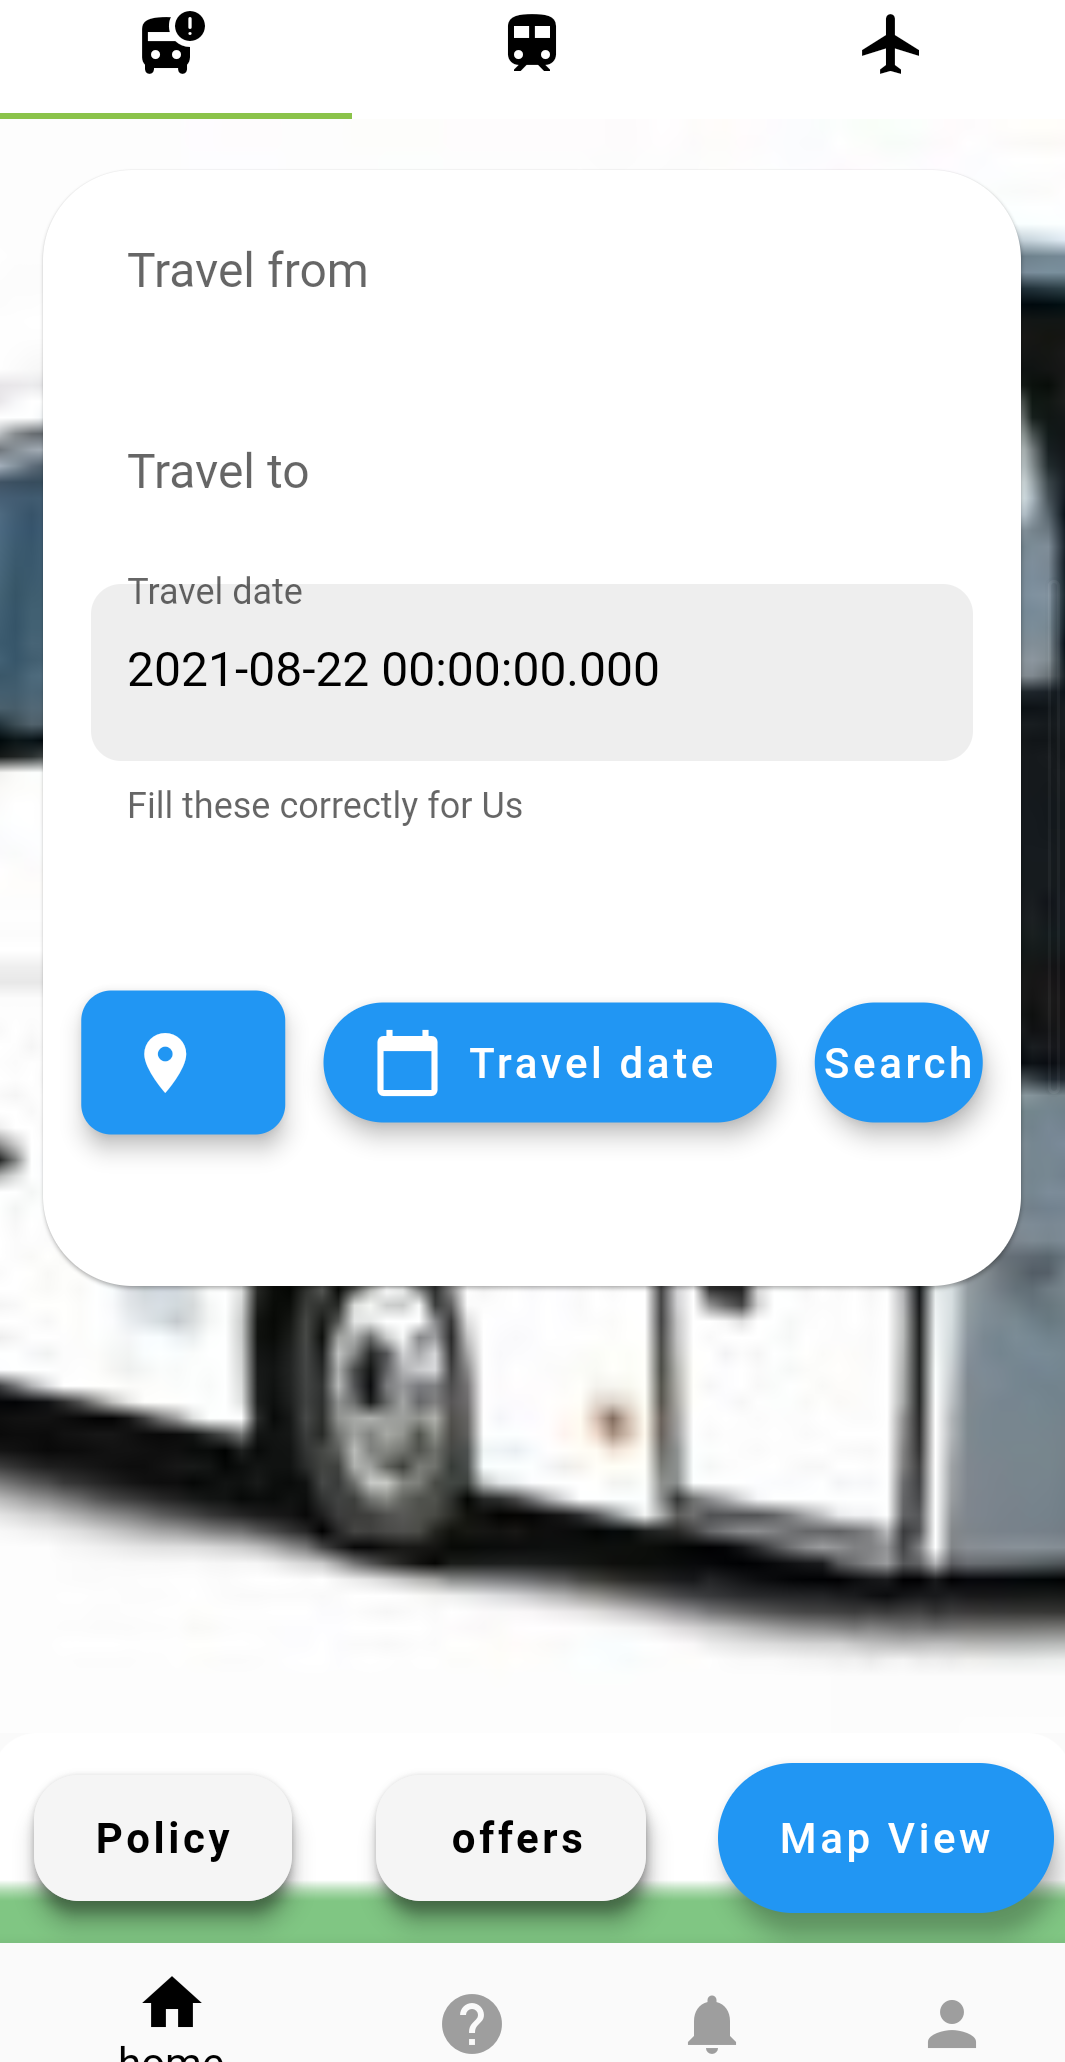 Travel from
Travel to
Travel date
2021-08-22 00:00:00.000
Fill these correctly for Us
Travel date
Search
Policy
offers
Map View
home